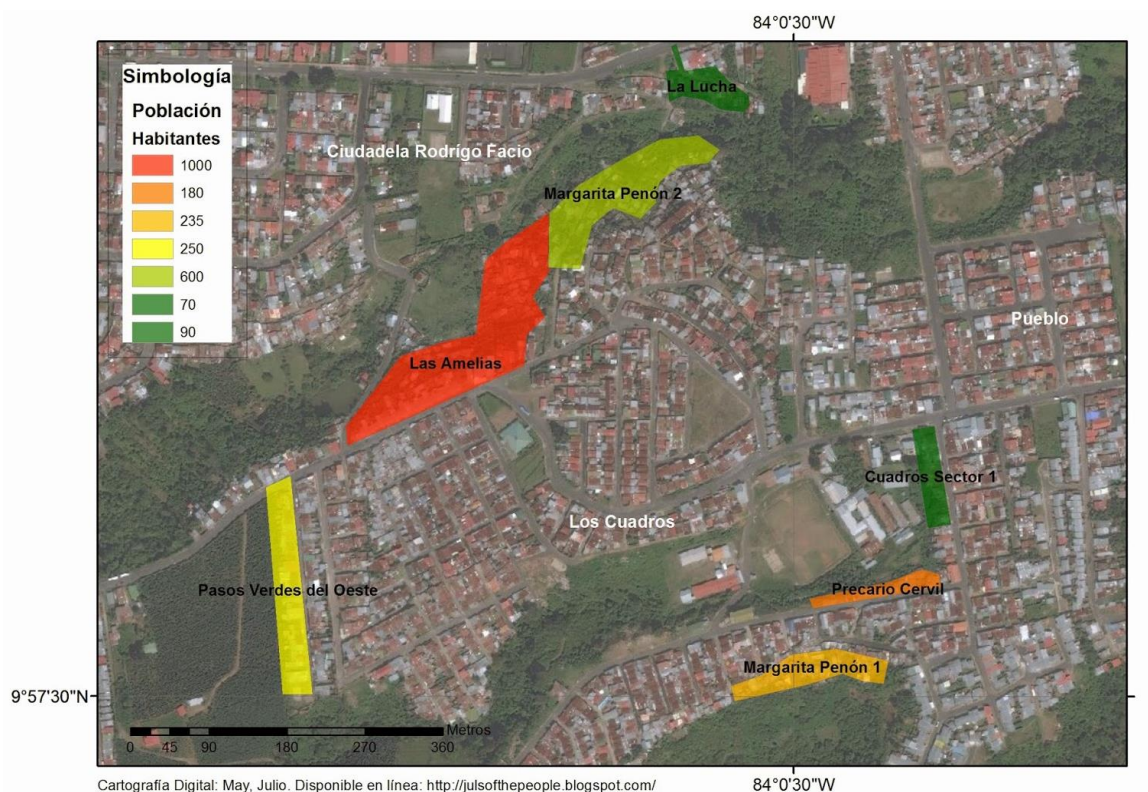 84°0'30"W
Simbología
Población
Habitantes
1000
180
235
250
600
70
90
La Lucha
Ciudadela Rodrígo Facio
Margarita Penón 2
Pueblo
Las Amelias
Cuadros Sector 1
Los Cuadros
Pasos Verdes del Oeste
Precario Cervil
Margarita Penón 1
9°57'30"N
Metros
0 45 90 180 270 360
Cartografía Digital: May, Julio. Disponible en línea: http://julsofthepeople.blogspot.com/
84°0'30"W